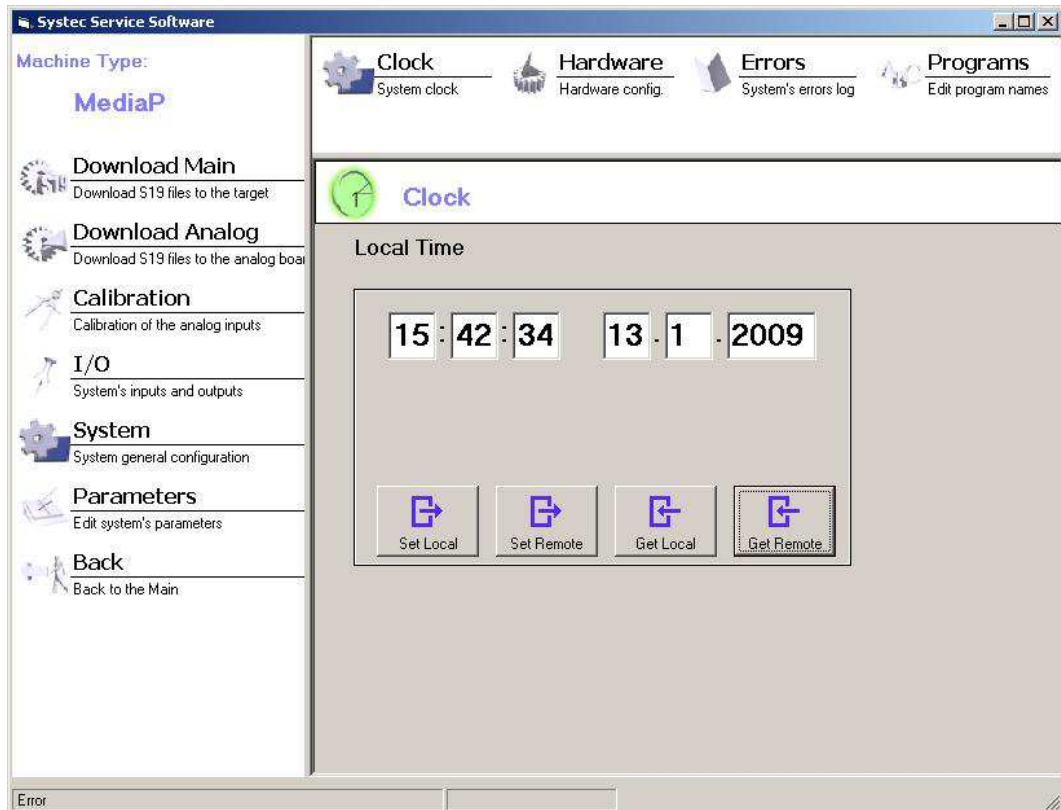 Systec Service Software
Machine Type:
MediaP
Download Main
Download S19 files to the target
Download Analog
Download S19 files to the analog boar
Calibration
Calibration of the analog inputs
I/O
System's inputs and outputs
System
System general configuration
Parameters
Edit system's parameters
Back
Back to the Main
Clock
System clock
Hardware
Hardware config.
Errors
System's errors log
Programs
Edit program names
1 Clock
Local Time
15 : 42 : 34 13 . 1 . 2009
Set Local Set Remote Get Local Get Remote
Error